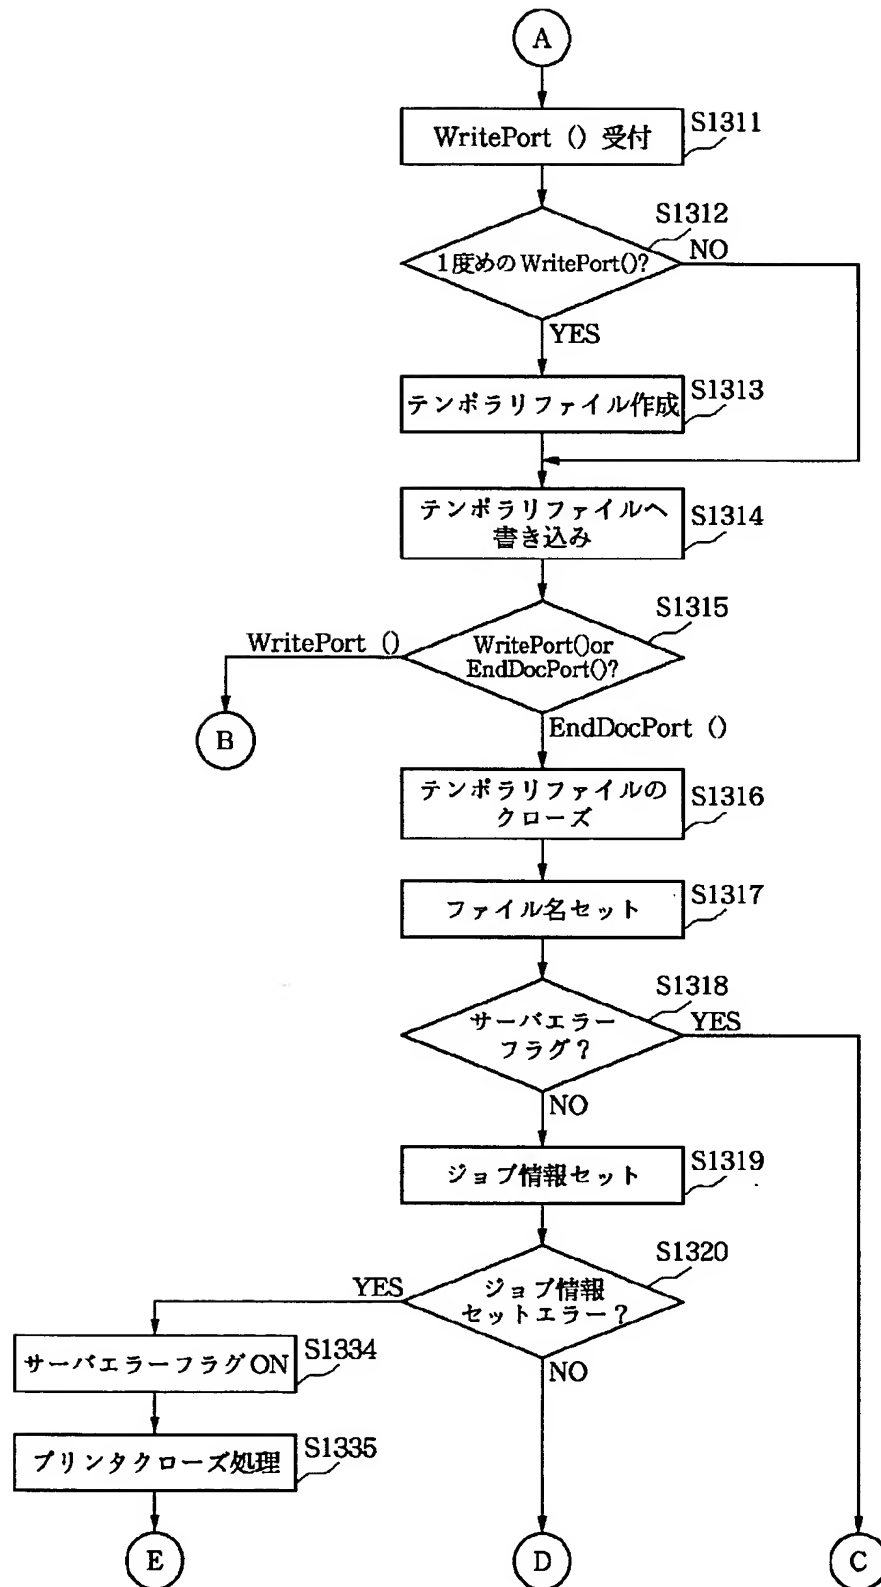 A
WritePort () 受付
S1311
S1312
1度めのWritePort()?
NO
YES
テンポラリファイル作成
S1313
テンポラリファイルへ
書き込み
S1314
S1315
WritePort ()
WritePort()or
EndDocPort()?
B
EndDocPort ()
テンポラリファイルの
クローズ
S1316
ファイル名セット
S1317
S1318
サーバエラー
フラグ?
YES
NO
ジョブ情報セット
S1319
S1320
YES
ジョブ情報
セットエラー?
サーバエラーフラグON
S1334
NO
プリンタクローズ処理
S1335
E
D
C